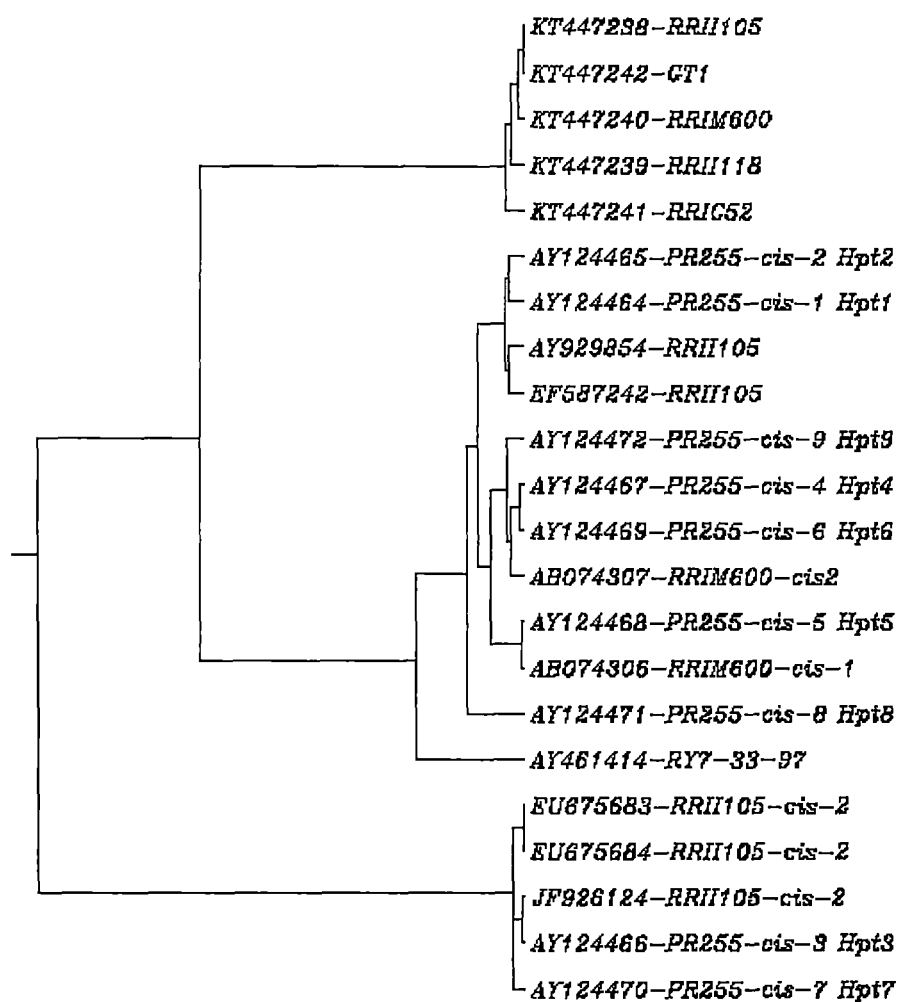 KT447238-RRII105
KT447242-GT1
KT447240-RRIM600
KT447239-RRII118
KT447241-RRIC52
AY124465-PR255-cis-2 Hpt2
AY124464-PR255-cis-1 Hpt1
AY929854-RRII105
EF587242-RRII105
AY124472-PR255-cis-9 Hpt9
AY124467-PR255-cis-4 Hpt4
AY124469-PR255-cis-6 Hpt6
AB074307-RRIM600-cis2
AY124468-PR255-cis-5 Hpt5
AB074306-RRIM600-cis-1
AY124471-PR255-cis-8 Hpt8
AY461414-RY7-33-97
EU675683-RRII105-cis-2
EU675684-RRII105-cis-2
JF926124-RRII105-cis-2
AY124466-PR255-cis-3 Hpt3
AY124470-PR255-cis-7 Hpt7